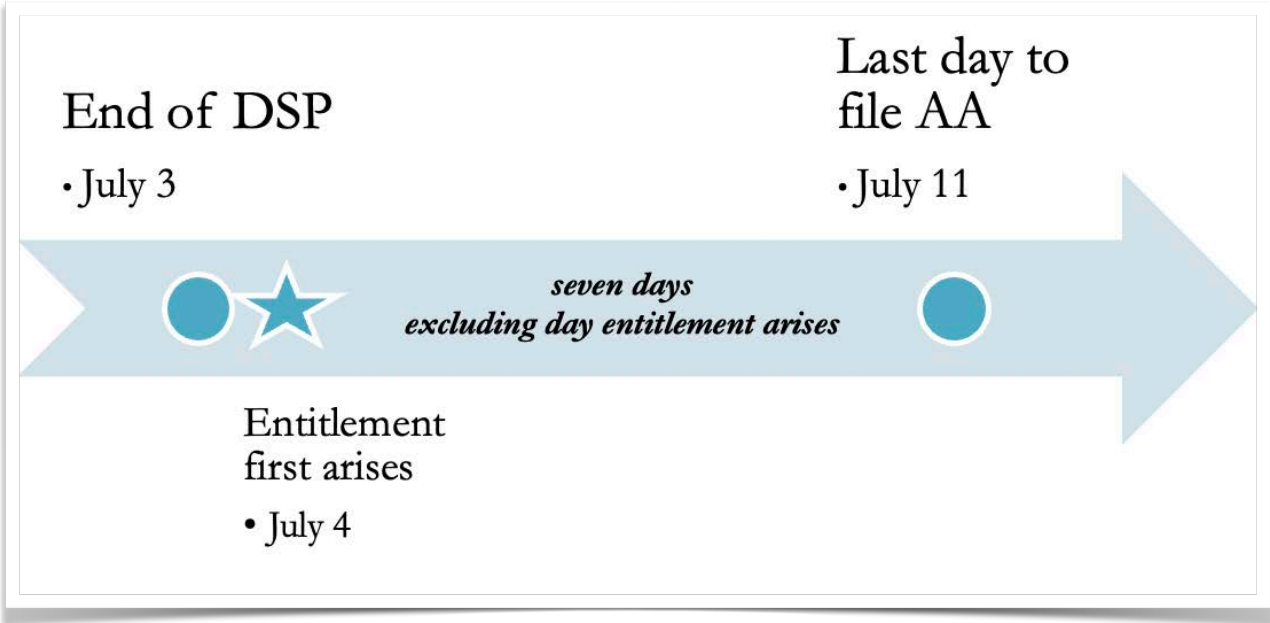 End of DSP
• July 3
Last day to
file AA
• July 11
seven days
excluding day entitlement arises
Entitlement
first arises
• July 4